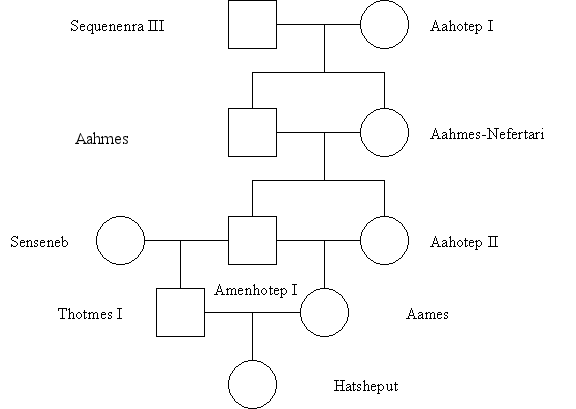 Sequenenra III
Aahotep I
Aahmes
Aahmes-Nefertari
Senseneb
Aahotep II
Amenhotep I
Thotmes I
Aames
Hatsheput